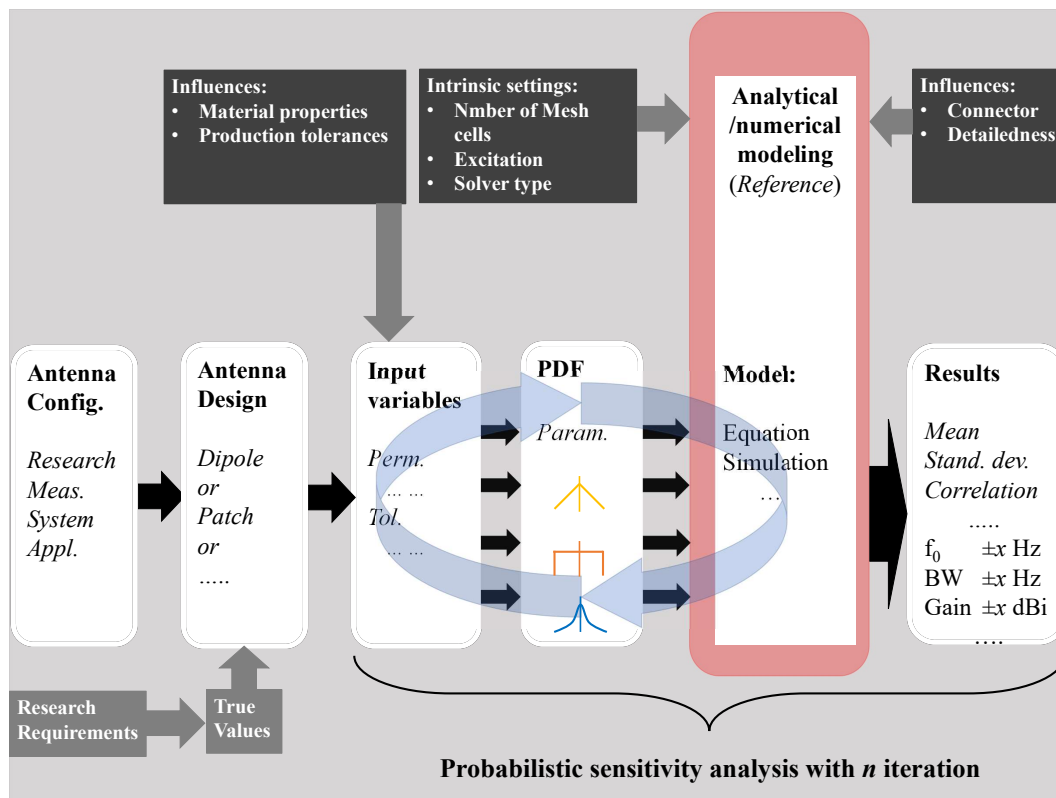 Influences:
• Material properties
• Production tolerances
Intrinsic settings:
• Nmber of Mesh
cells
• Excitation
• Solver type
Analytical
/numerical
modeling
(Reference)
Influences:
• Connector
• Detailedness
Antenna
Config.
Research
Meas.
System
Appl.
Antenna
Design
Dipole
or
Patch
or
.....
Input
variables
Perm.
... ...
Tol.
... ...
PDF
Param.
Model:
Equation
Simulation
...
Results
Mean
Stand. dev.
Correlation
.....
f₀ ±x Hz
BW ±x Hz
Gain ±x dBi
....
Research
Requirements
True
Values
Probabilistic sensitivity analysis with n iteration